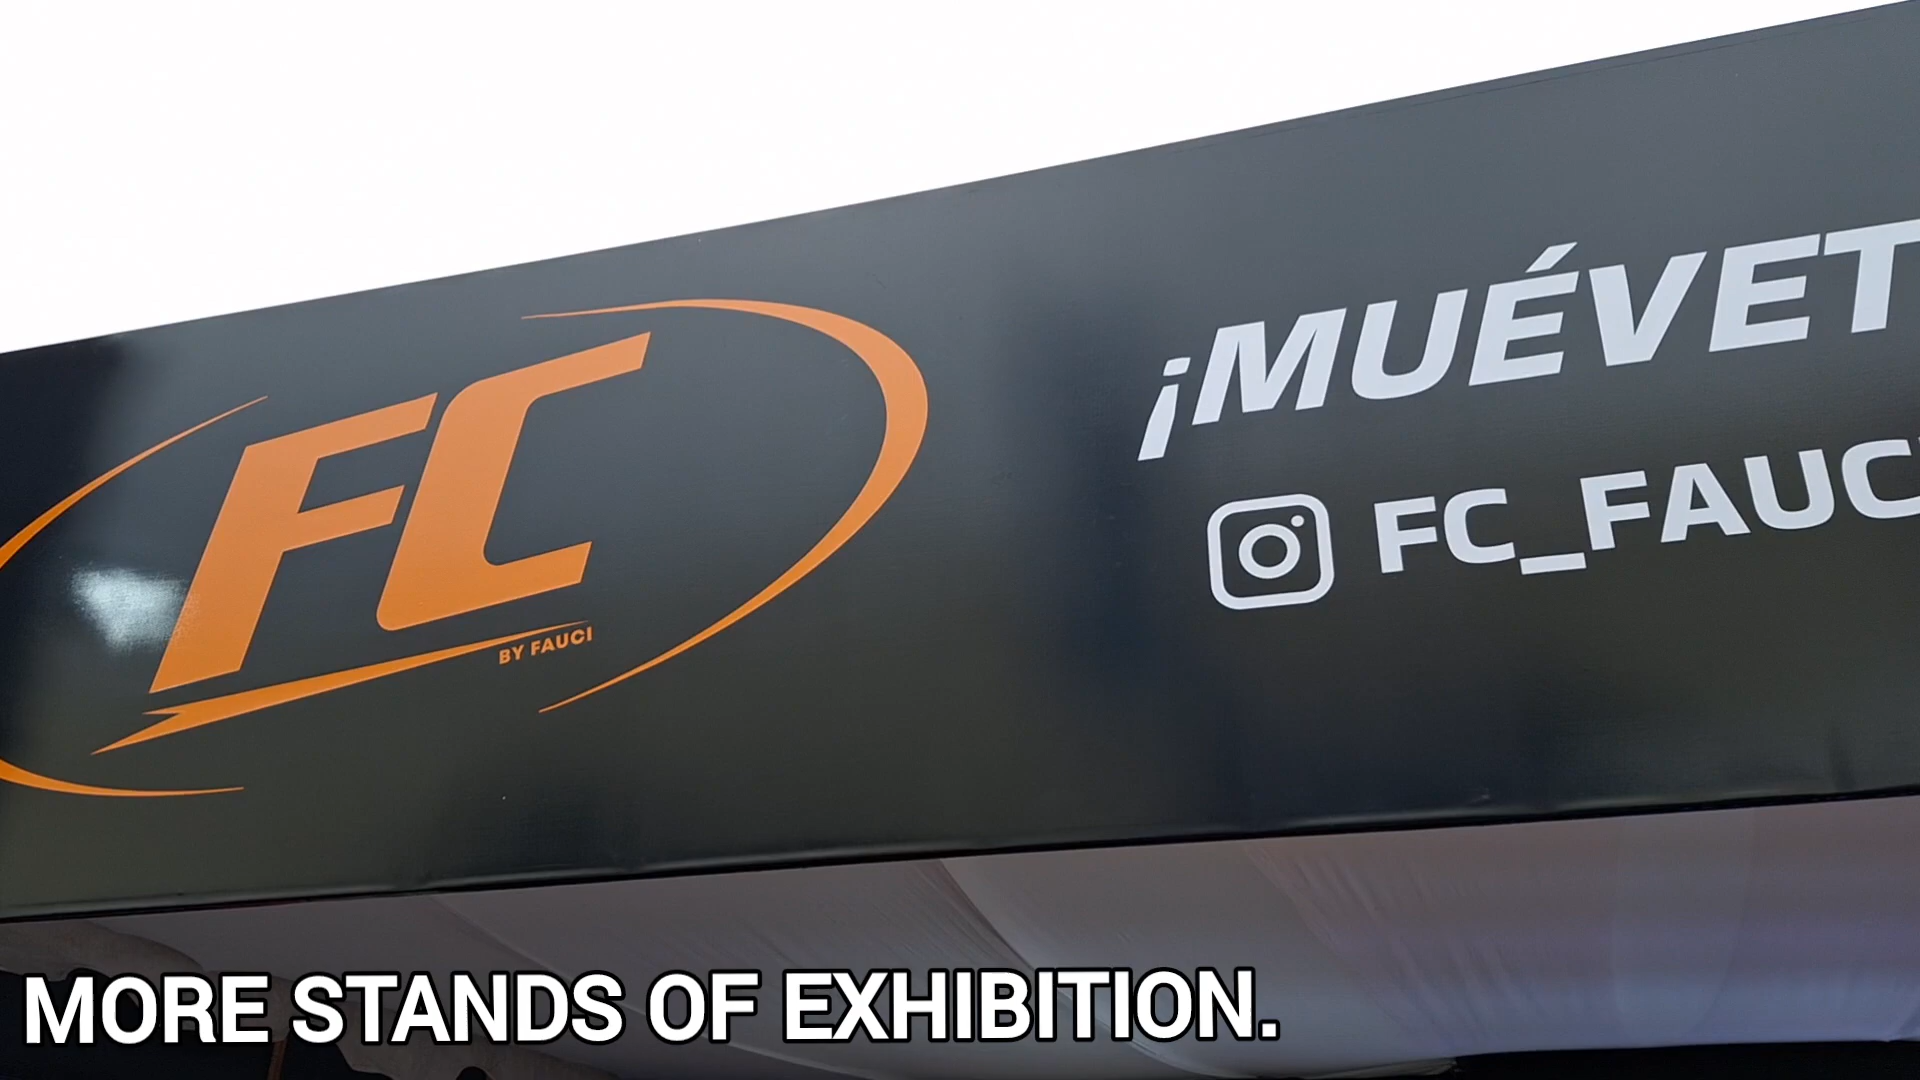 FC
BY FAUCI
¡MUÉVET
FC_FAUC
MORE STANDS OF EXHIBITION.